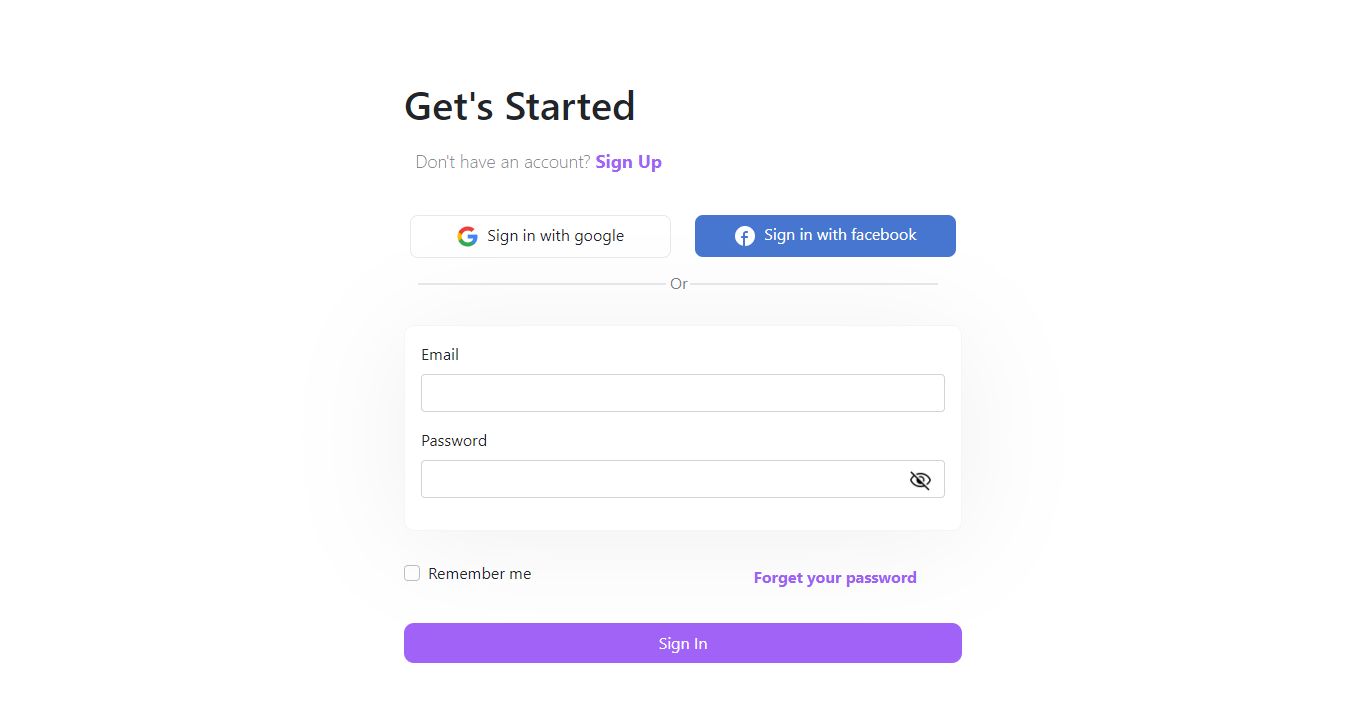 Get's Started
Don't have an account? Sign Up
Sign in with google
Sign in with facebook
Or
Email
Password
Remember me
Forget your password
Sign In